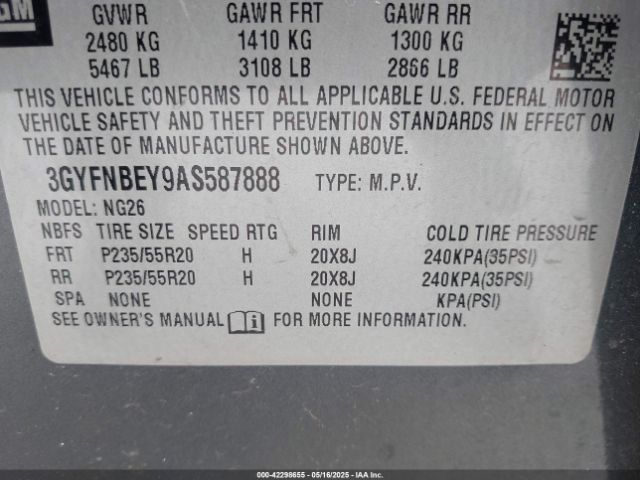 GM
GVWR GAWR FRT GAWR RR
2480 KG 1410 KG 1300 KG
5467 LB 3108 LB 2866 LB
THIS VEHICLE CONFORMS TO ALL APPLICABLE U.S. FEDERAL MOTOR
VEHICLE SAFETY AND THEFT PREVENTION STANDARDS IN EFFECT ON
THE DATE OF MANUFACTURE SHOWN ABOVE.
3GYFNBEY9AS587888 TYPE: M.P.V.
MODEL: NG26
NBFS TIRE SIZE SPEED RTG RIM COLD TIRE PRESSURE
FRT P235/55R20 H 20X8J 240KPA(35PSI)
RR P235/55R20 H 20X8J 240KPA(35PSI)
SPA NONE NONE KPA(PSI)
SEE OWNER'S MANUAL FOR MORE INFORMATION.
000-42298655 - 05/16/2025 - IAAI.COM